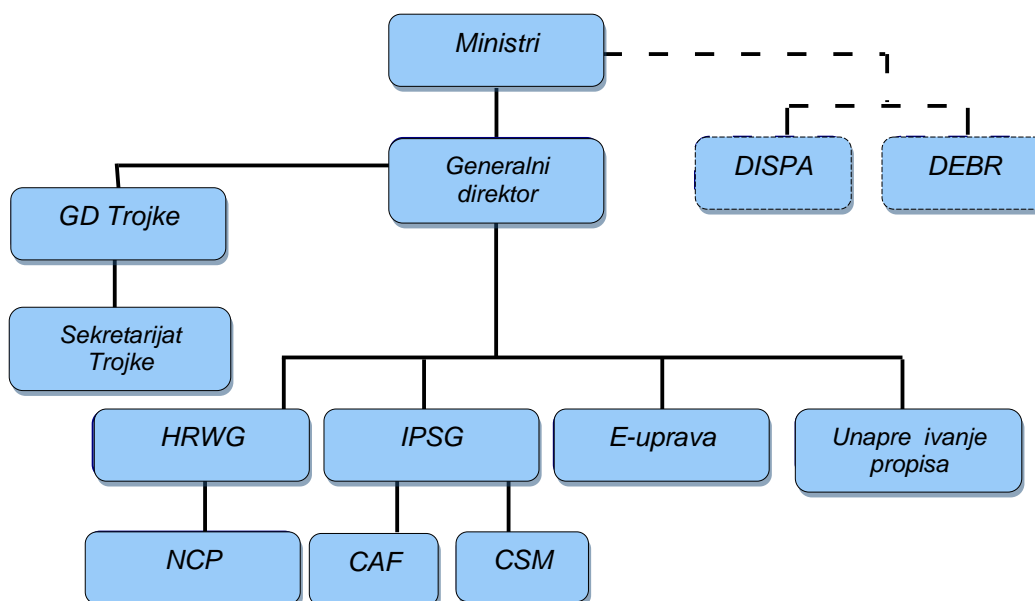 Ministri
Generalni
direktor
DISPA
DEBR
GD Trojke
Sekretarijat
Trojke
HRWG
IPSG
E-uprava
Unapre ivanje
propisa
NCP
CAF
CSM